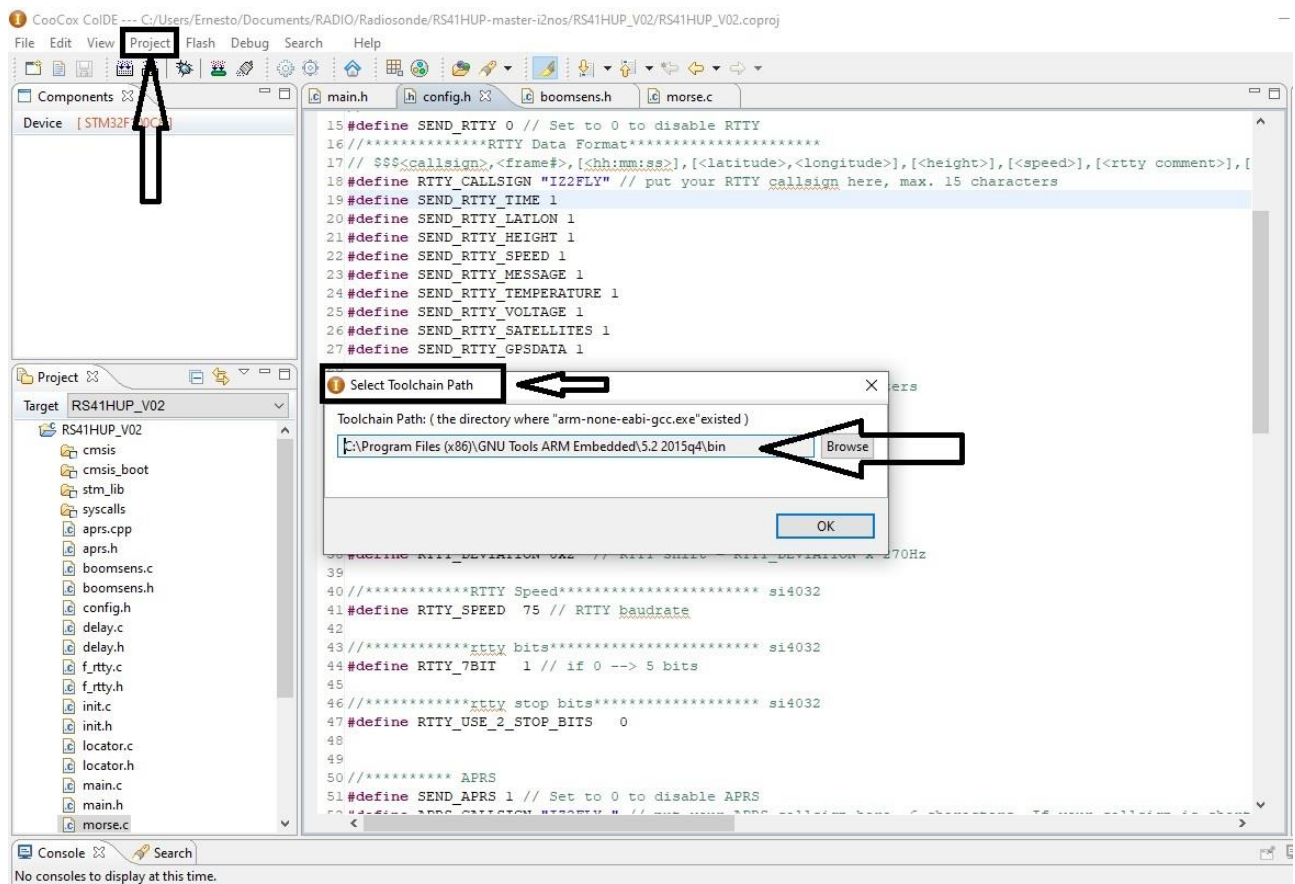 CooCox CoIDE --- C:/Users/Ernesto/Documents/RADIO/Radiosonde/RS41HUP-master-i2nos/RS41HUP_V02/RS41HUP_V02.coproj
File Edit View Project Flash Debug Search Help
Components
main.h config.h boomsens.h morse.c
Device
15 #define SEND_RTTY 0 // Set to 0 to disable RTTY
16 //**************RTTY Data Format**********************
17 // $$$<callsign>,<frame#>,[<hh:mm:ss>],[<latitude>,<longitude>],[<height>],[<speed>],[<rtty comment>],[
18 #define RTTY_CALLSIGN "IZ2FLY" // put your RTTY callsign here, max. 15 characters
19 #define SEND_RTTY_TIME 1
20 #define SEND_RTTY_LATLON 1
21 #define SEND_RTTY_HEIGHT 1
22 #define SEND_RTTY_SPEED 1
23 #define SEND_RTTY_MESSAGE 1
24 #define SEND_RTTY_TEMPERATURE 1
25 #define SEND_RTTY_VOLTAGE 1
26 #define SEND_RTTY_SATELLITES 1
27 #define SEND_RTTY_GPSDATA 1
Select Toolchain Path
Toolchain Path: ( the directory where "arm-none-eabi-gcc.exe"existed )
C:\Program Files (x86)\GNU Tools ARM Embedded\5.2 2015q4\bin
Browse
OK
39
40 //************RTTY Speed*********************** si4032
41 #define RTTY_SPEED 75 // RTTY baudrate
42
43 //************rtty bits************************ si4032
44 #define RTTY_7BIT 1 // if 0 --> 5 bits
45
46 //************rtty stop bits******************* si4032
47 #define RTTY_USE_2_STOP_BITS 0
48
49
50 //********** APRS
51 #define SEND_APRS 1 // Set to 0 to disable APRS
Project
Target RS41HUP_V02
RS41HUP_V02
cmsis
cmsis_boot
stm_lib
syscalls
aprs.cpp
aprs.h
boomsens.c
boomsens.h
config.h
delay.c
delay.h
f_rtty.c
f_rtty.h
init.c
init.h
locator.c
locator.h
main.c
main.h
morse.c
Console Search
No consoles to display at this time.